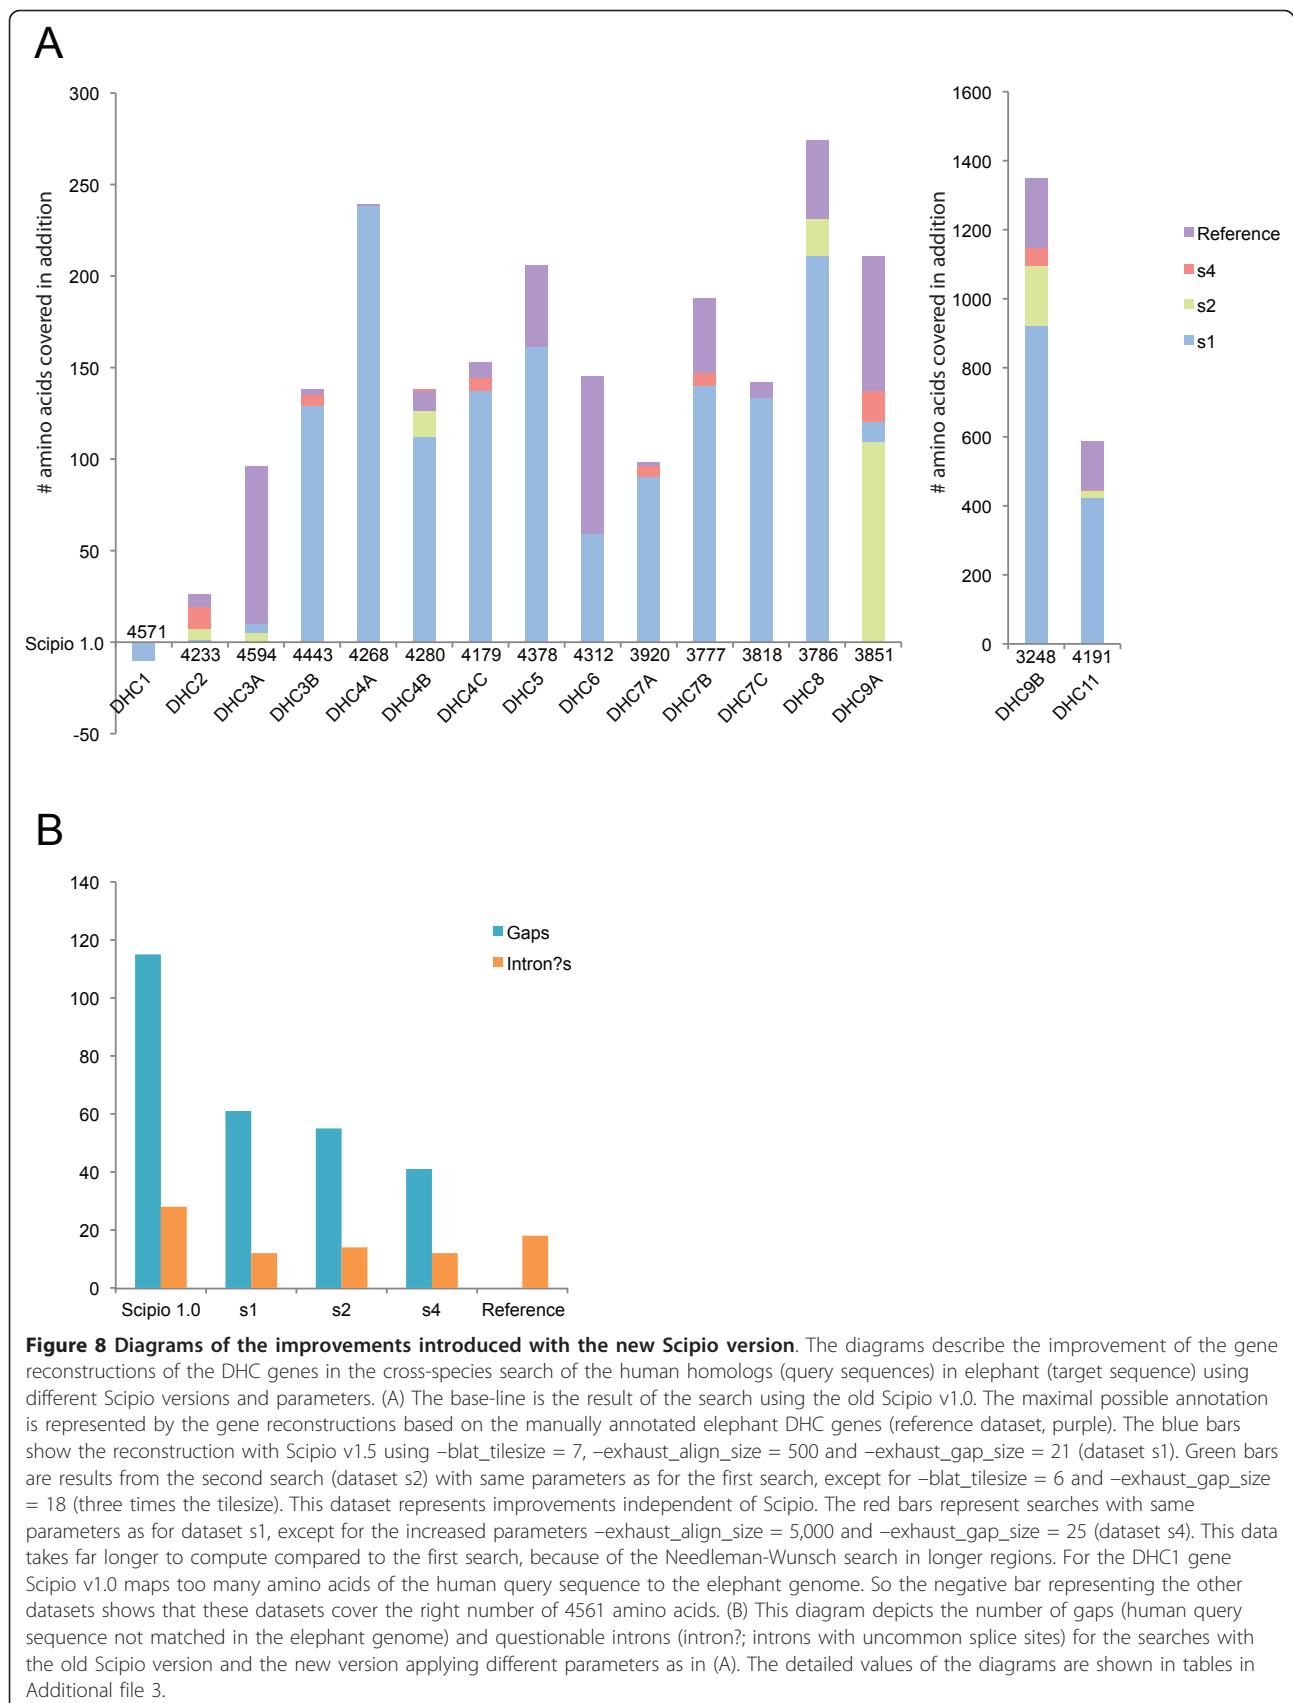 A
300
250
200
150
100
50
Scipio 1.0
-50
# amino acids covered in addition
4571
4233
4594
4443
4268
4280
4179
4378
4312
3920
3777
3818
3786
3851
DHC1
DHC2
DHC3A
DHC3B
DHC4A
DHC4B
DHC4C
DHC5
DHC6
DHC7A
DHC7B
DHC7C
DHC8
DHC9A
1600
1400
1200
1000
800
600
400
200
0
# amino acids covered in addition
3248
4191
DHC9B
DHC11
Reference
s4
s2
s1
B
140
120
100
80
60
40
20
0
Gaps
Intron?s
Scipio 1.0
s1
s2
s4
Reference
Figure 8 Diagrams of the improvements introduced with the new Scipio version. The diagrams describe the improvement of the gene
reconstructions of the DHC genes in the cross-species search of the human homologs (query sequences) in elephant (target sequence) using
different Scipio versions and parameters. (A) The base-line is the result of the search using the old Scipio v1.0. The maximal possible annotation
is represented by the gene reconstructions based on the manually annotated elephant DHC genes (reference dataset, purple). The blue bars
show the reconstruction with Scipio v1.5 using –blat_tilesize = 7, –exhaust_align_size = 500 and –exhaust_gap_size = 21 (dataset s1). Green bars
are results from the second search (dataset s2) with same parameters as for the first search, except for –blat_tilesize = 6 and –exhaust_gap_size
= 18 (three times the tilesize). This dataset represents improvements independent of Scipio. The red bars represent searches with same
parameters as for dataset s1, except for the increased parameters –exhaust_align_size = 5,000 and –exhaust_gap_size = 25 (dataset s4). This data
takes far longer to compute compared to the first search, because of the Needleman-Wunsch search in longer regions. For the DHC1 gene
Scipio v1.0 maps too many amino acids of the human query sequence to the elephant genome. So the negative bar representing the other
datasets shows that these datasets cover the right number of 4561 amino acids. (B) This diagram depicts the number of gaps (human query
sequence not matched in the elephant genome) and questionable introns (intron?; introns with uncommon splice sites) for the searches with
the old Scipio version and the new version applying different parameters as in (A). The detailed values of the diagrams are shown in tables in
Additional file 3.